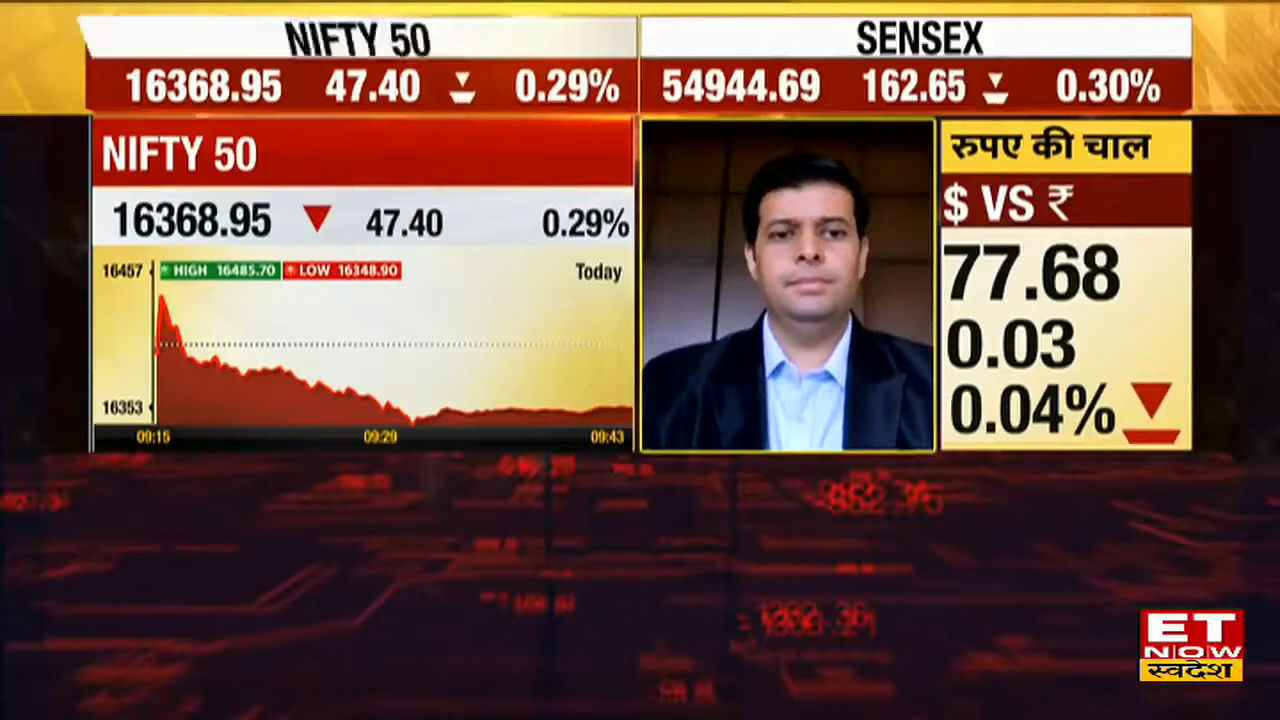 NIFTY 50
16368.95 47.40 0.29%
SENSEX
54944.69 162.65 0.30%
NIFTY 50
16368.95 47.40 0.29%
16457
HIGH 16485.70 LOW 16348.90
Today
16353
09:15 09:29 09:43
रुपए की चाल
$ VS ₹
77.68
0.03
0.04%
ET
NOW
स्वदेश